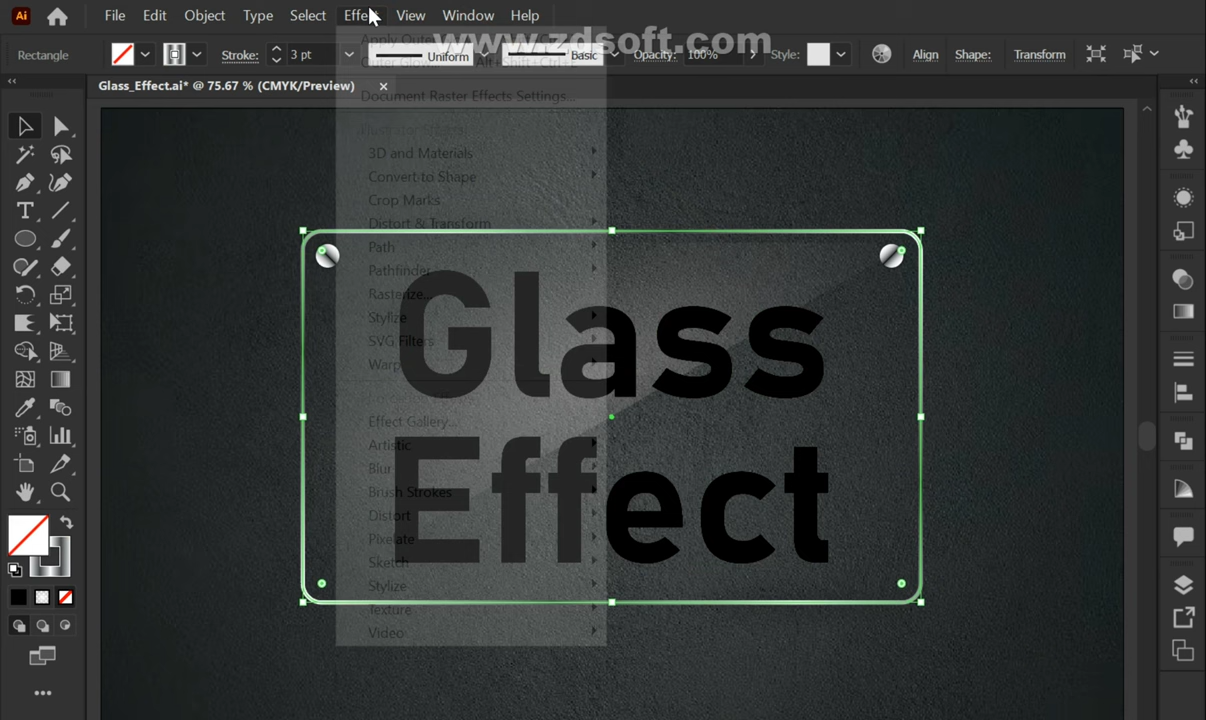 Ai File Edit Object Type Select Effect View Window Help
www.zdsoft.com
Rectangle Stroke: 3 pt Uniform Basic Opacity: 100% Style: Align Shape: Transform
Glass_Effect.ai* @ 75.67 % (CMYK/Preview)
Document Raster Effects Settings...
3D and Materials
Convert to Shape
Crop Marks
Distort & Transform
Path
Pathfinder
Rasterize...
Stylize
SVG Filters
Warp
Effect Gallery...
Artistic
Blur
Brush Strokes
Distort
Pixelate
Sketch
Stylize
Texture
Video
Glass
Effect